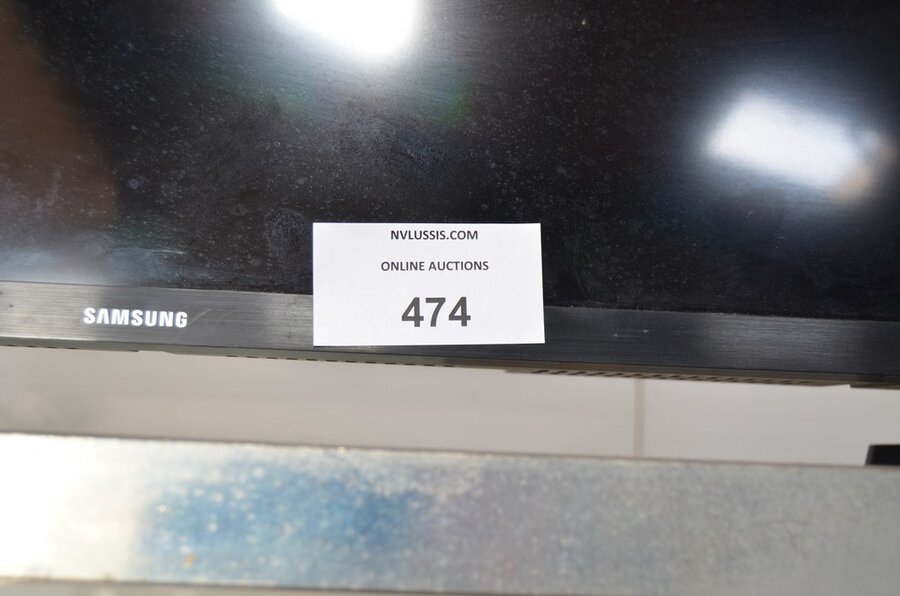 NVLUSSIS.COM
ONLINE AUCTIONS
474
SAMSUNG